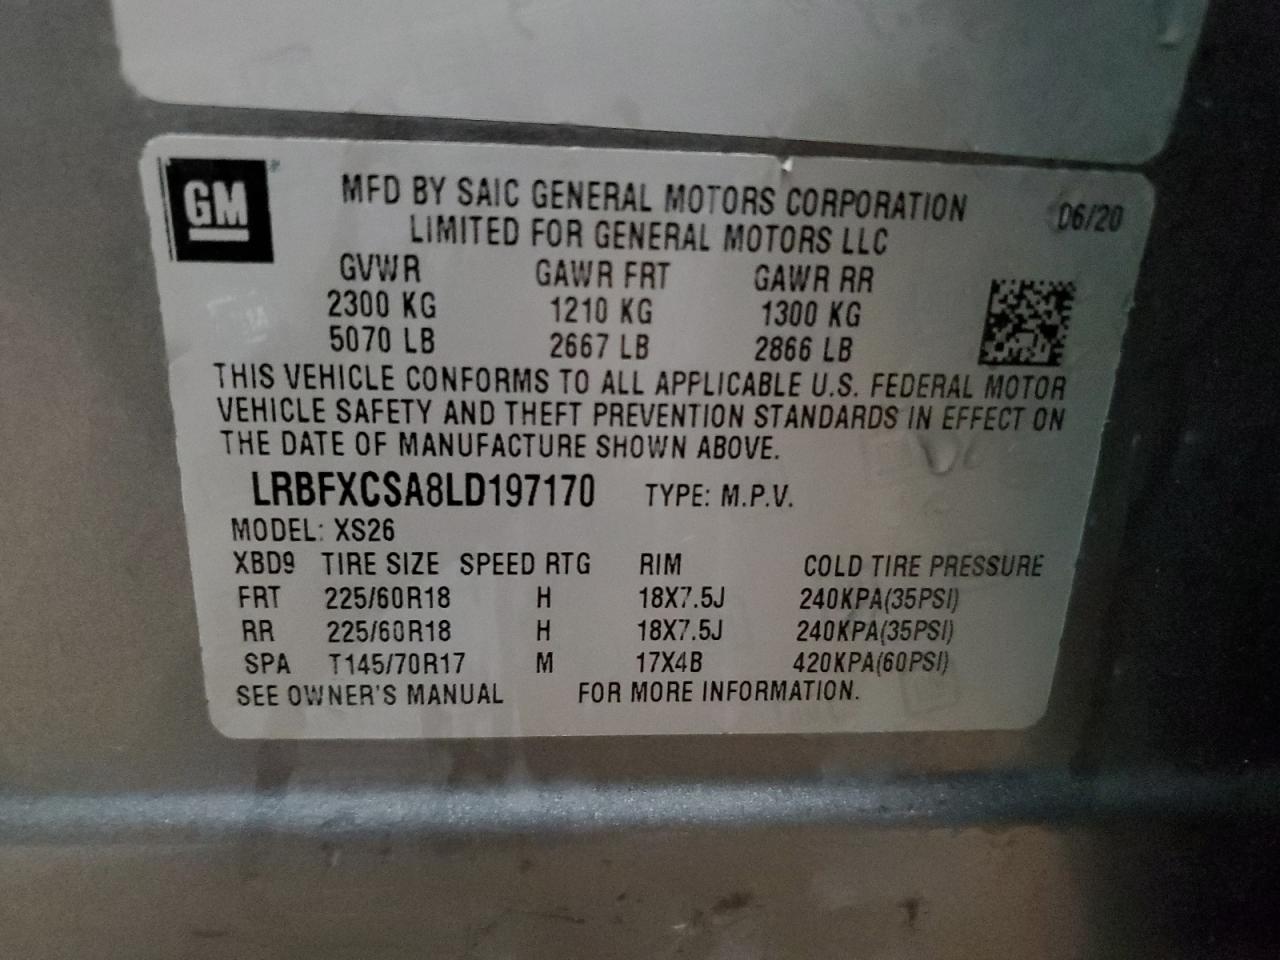 GM
MFD BY SAIC GENERAL MOTORS CORPORATION 06/20
LIMITED FOR GENERAL MOTORS LLC
GVWR GAWR FRT GAWR RR
2300 KG 1210 KG 1300 KG
5070 LB 2667 LB 2866 LB
THIS VEHICLE CONFORMS TO ALL APPLICABLE U.S. FEDERAL MOTOR
VEHICLE SAFETY AND THEFT PREVENTION STANDARDS IN EFFECT ON
THE DATE OF MANUFACTURE SHOWN ABOVE.
LRBFXCSA8LD197170 TYPE: M.P.V.
MODEL: XS26
XBD9 TIRE SIZE SPEED RTG RIM COLD TIRE PRESSURE
FRT 225/60R18 H 18X7.5J 240KPA(35PSI)
RR 225/60R18 H 18X7.5J 240KPA(35PSI)
SPA T145/70R17 M 17X4B 420KPA(60PSI)
SEE OWNER'S MANUAL FOR MORE INFORMATION.